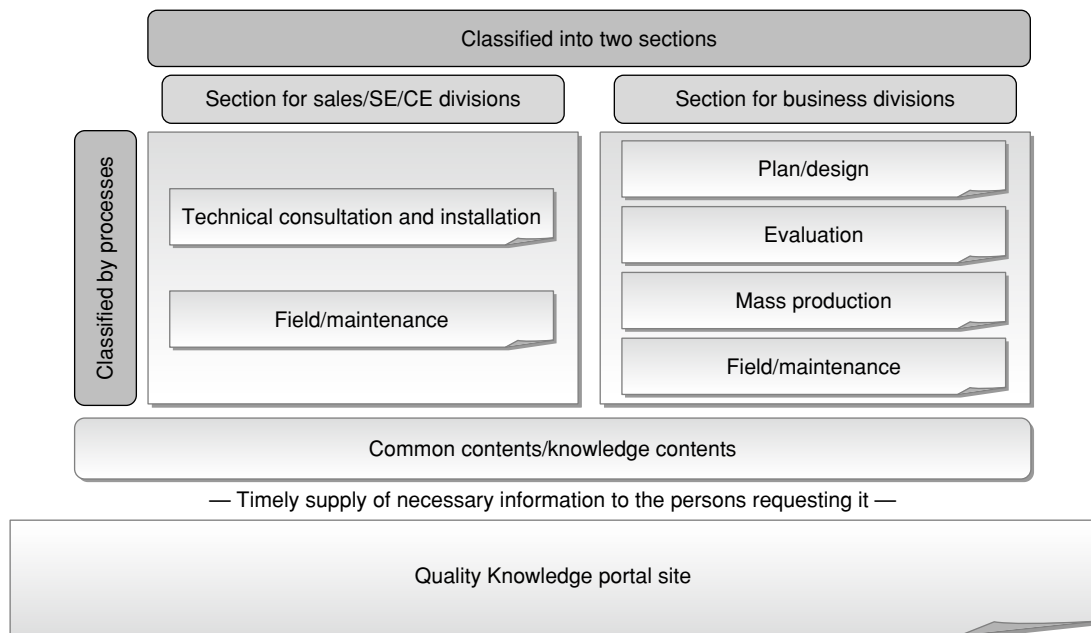 Classified into two sections
Section for sales/SE/CE divisions
Section for business divisions
Classified by processes
Technical consultation and installation
Field/maintenance
Plan/design
Evaluation
Mass production
Field/maintenance
Common contents/knowledge contents
— Timely supply of necessary information to the persons requesting it —
Quality Knowledge portal site